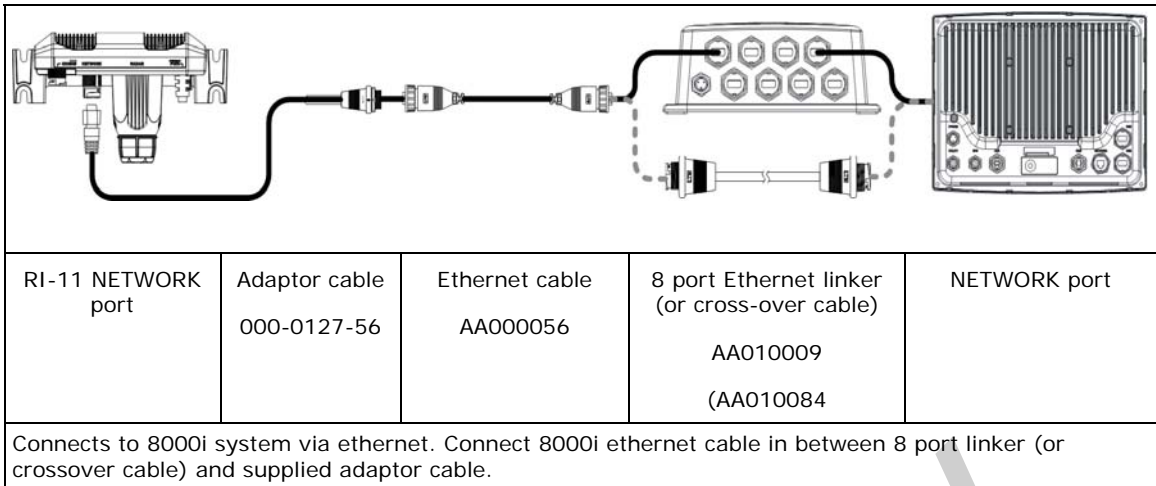 NETWORK
RADAR
RI-11 NETWORK
port
Adaptor cable
000-0127-56
Ethernet cable
AA000056
8 port Ethernet linker
(or cross-over cable)
AA010009
(AA010084
NETWORK port
Connects to 8000i system via ethernet. Connect 8000i ethernet cable in between 8 port linker (or
crossover cable) and supplied adaptor cable.